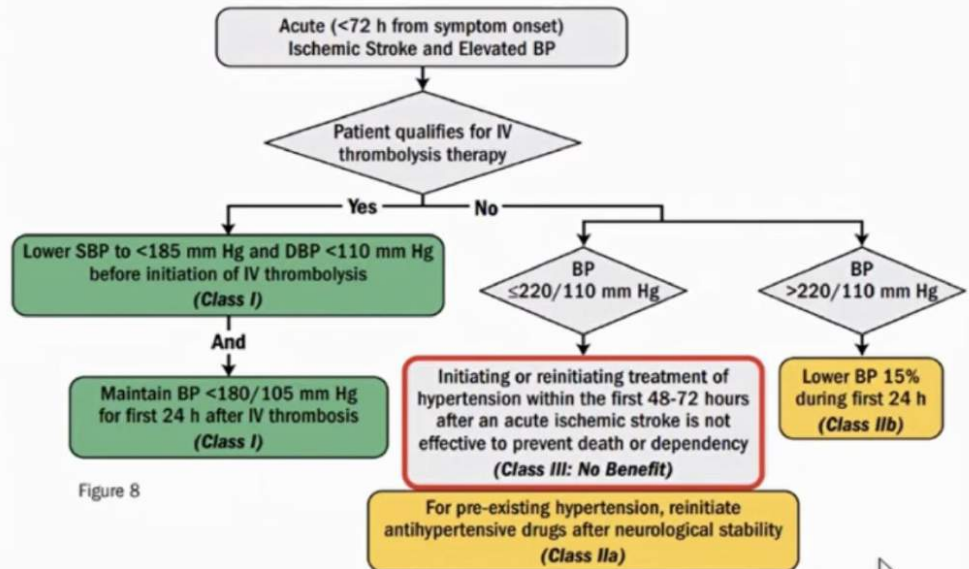 Acute (<72 h from symptom onset)
Ischemic Stroke and Elevated BP
Patient qualifies for IV
thrombolysis therapy
Yes
No
Lower SBP to <185 mm Hg and DBP <110 mm Hg
before initiation of IV thrombolysis
(Class I)
And
Maintain BP <180/105 mm Hg
for first 24 h after IV thrombosis
(Class I)
BP
≤220/110 mm Hg
BP
>220/110 mm Hg
Initiating or reinitiating treatment of
hypertension within the first 48-72 hours
after an acute ischemic stroke is not
effective to prevent death or dependency
(Class III: No Benefit)
Lower BP 15%
during first 24 h
(Class IIb)
For pre-existing hypertension, reinitiate
antihypertensive drugs after neurological stability
(Class IIa)
Figure 8